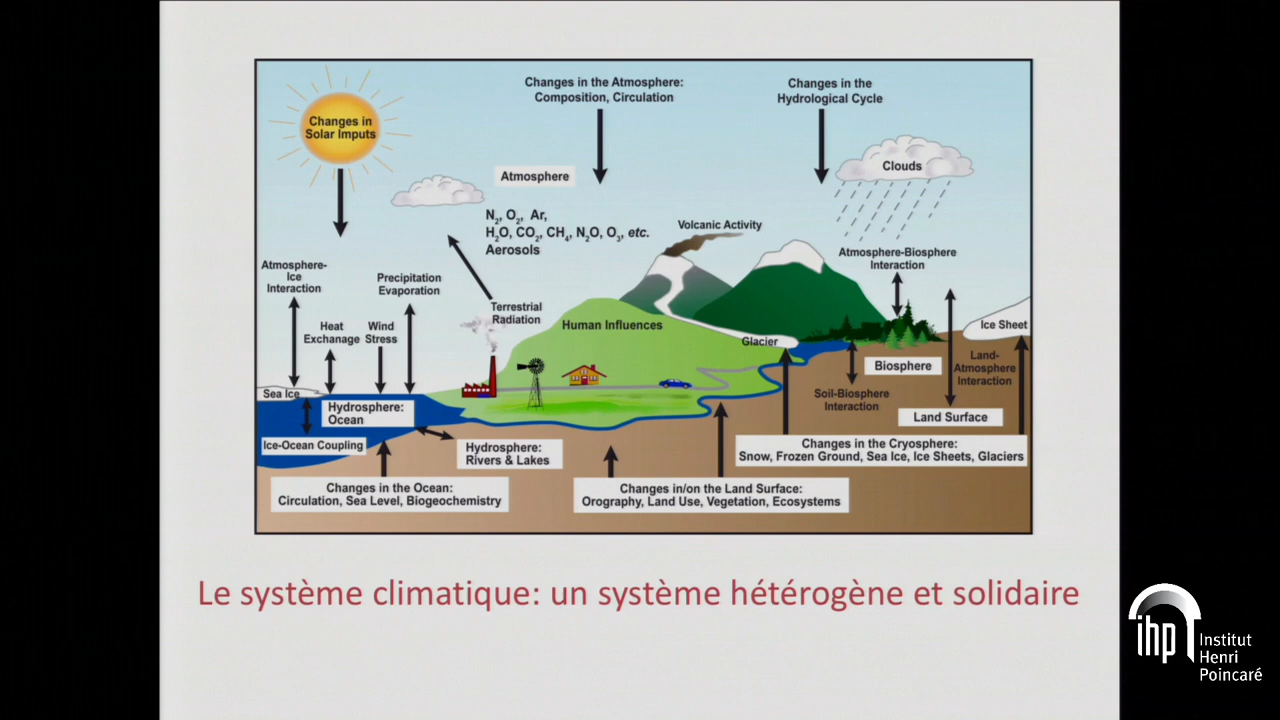 Changes in
Solar Imputs
Changes in the Atmosphere:
Composition, Circulation
Changes in the
Hydrological Cycle
Clouds
Atmosphere
N2, O2, Ar,
H2O, CO2, CH4, N2O, O3, etc.
Aerosols
Volcanic Activity
Atmosphere-Biosphere
Interaction
Atmosphere-
Ice
Interaction
Precipitation
Evaporation
Terrestrial
Radiation
Heat
Exchanage
Wind
Stress
Human Influences
Glacier
Ice Sheet
Land-
Atmosphere
Interaction
Biosphere
Soil-Biosphere
Interaction
Sea Ice
Hydrosphere:
Ocean
Land Surface
Ice-Ocean Coupling
Hydrosphere:
Rivers & Lakes
Changes in the Cryosphere:
Snow, Frozen Ground, Sea Ice, Ice Sheets, Glaciers
Changes in the Ocean:
Circulation, Sea Level, Biogeochemistry
Changes in/on the Land Surface:
Orography, Land Use, Vegetation, Ecosystems
Le système climatique: un système hétérogène et solidaire
ihp
Institut
Henri
Poincaré